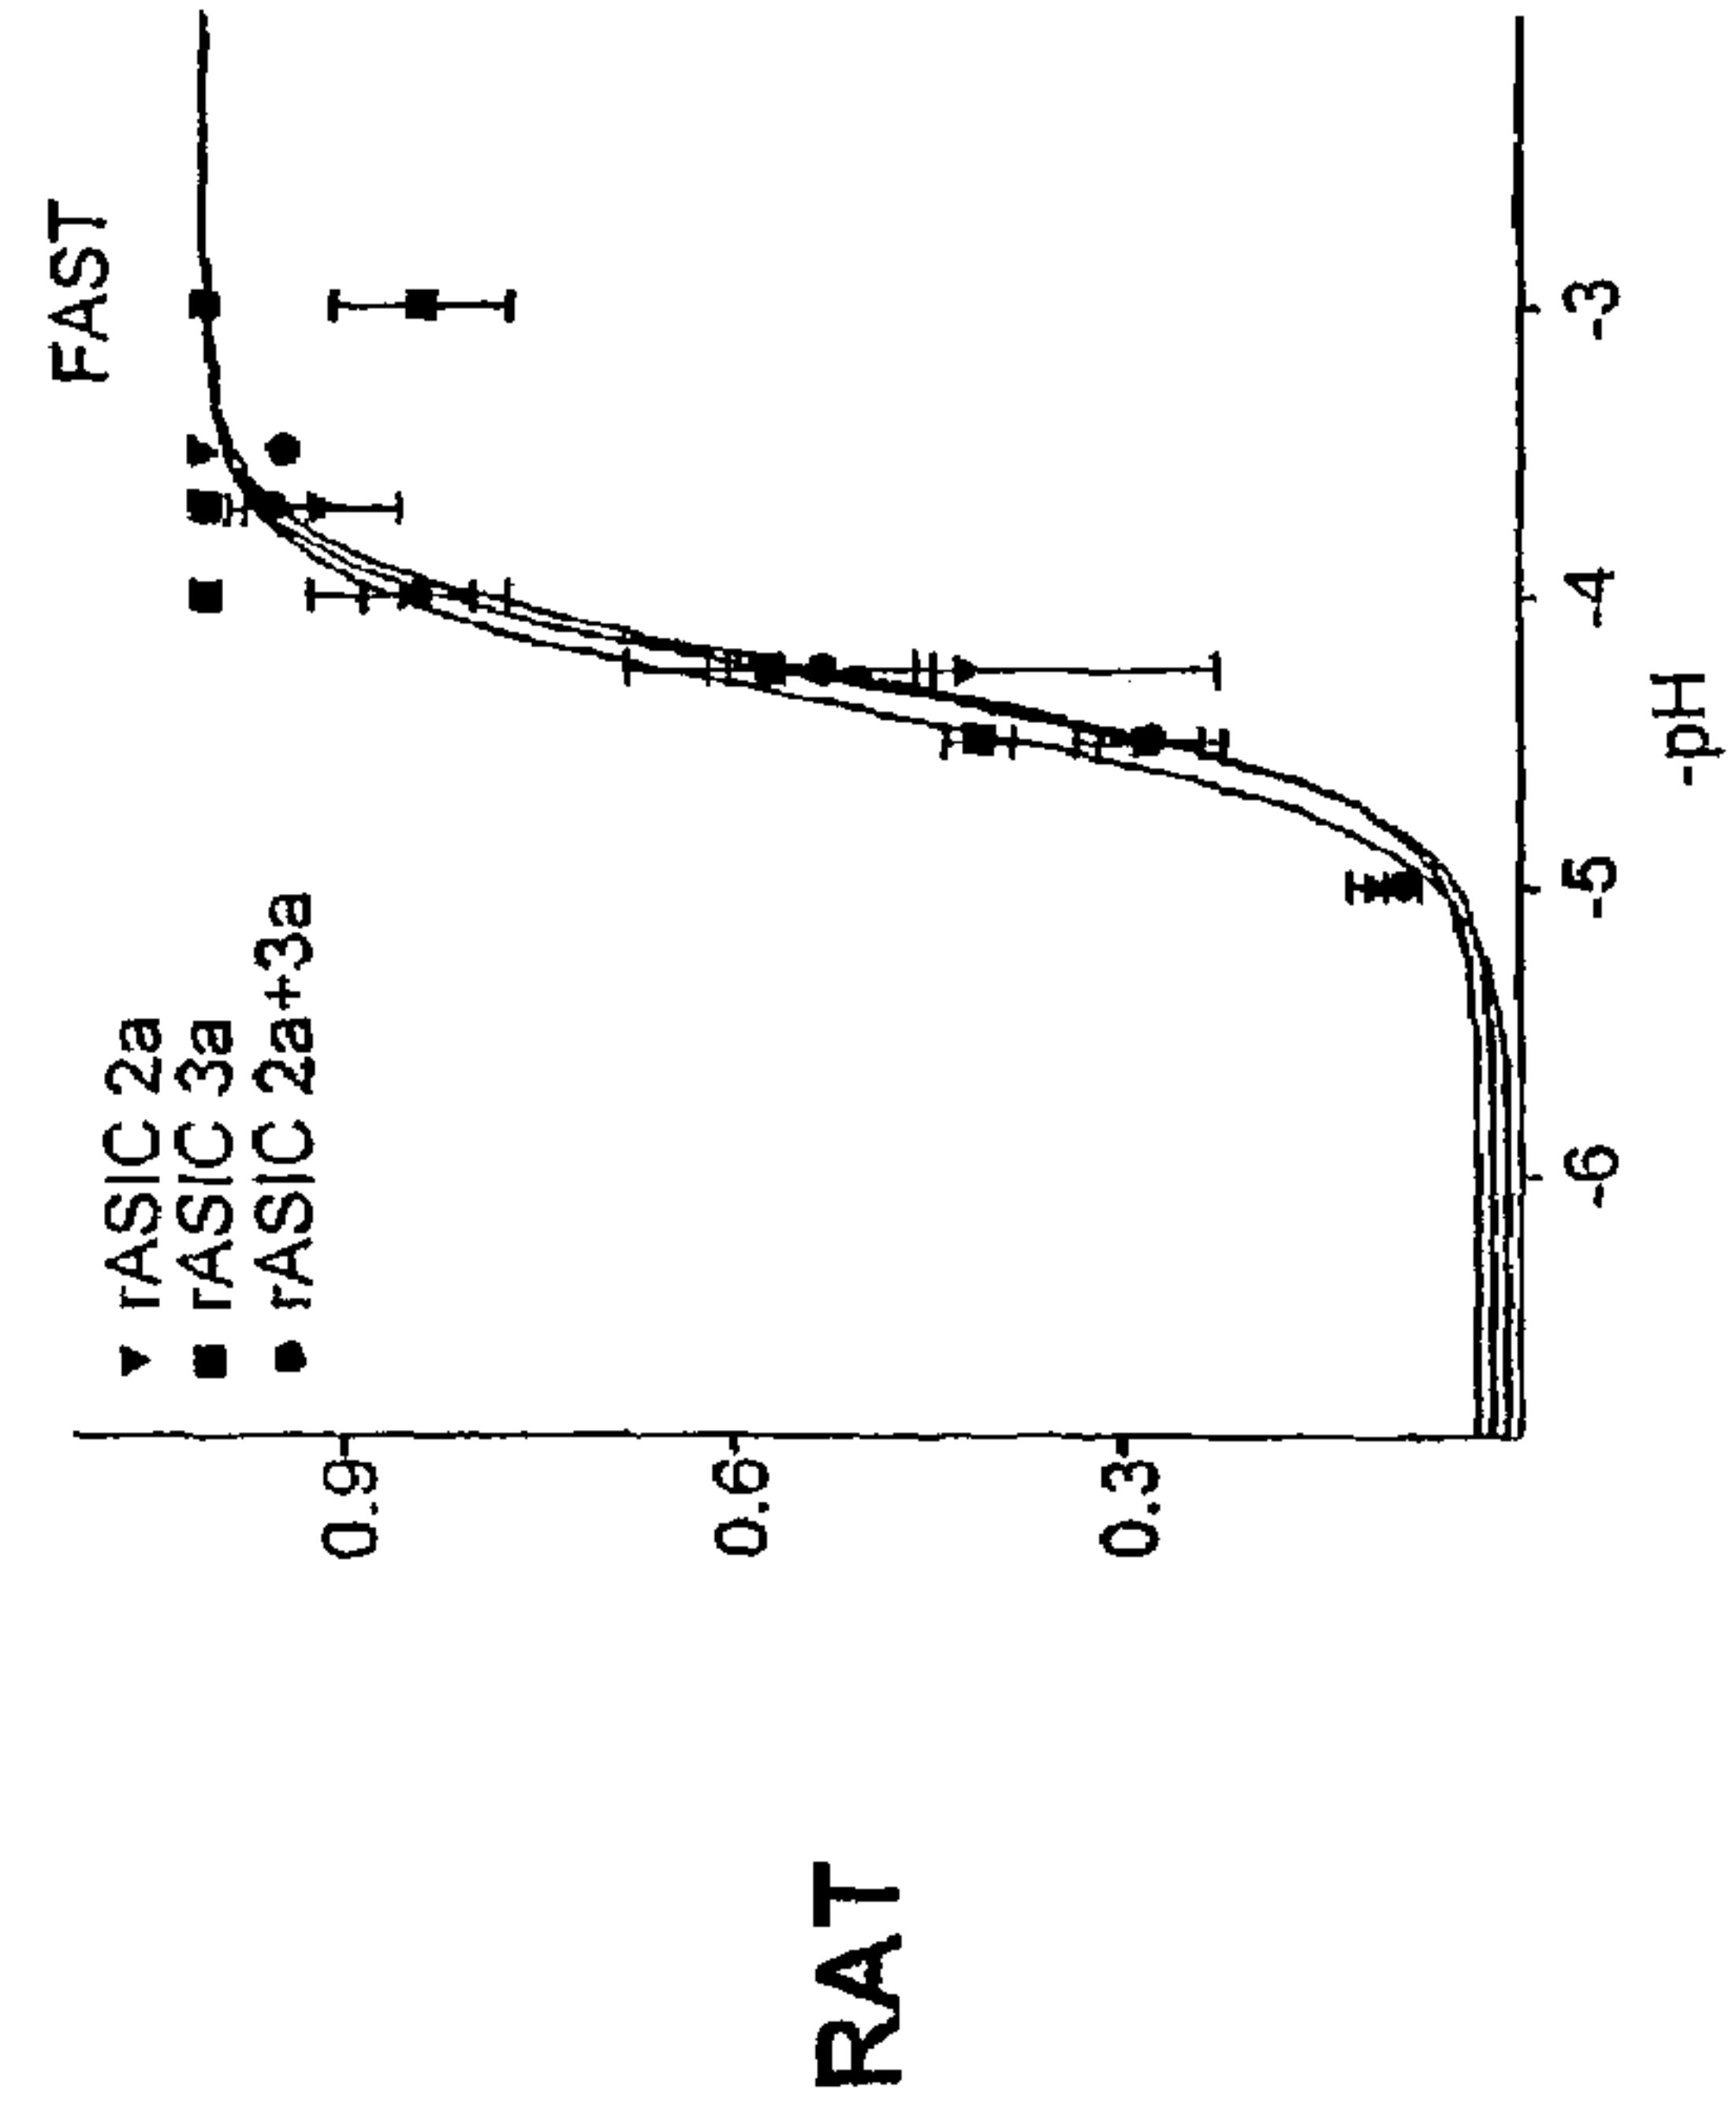 FAST
rASIC 2a
rASIC 3a
rASIC 2a+3a
RAT
0.9
0.6
0.3
-6
-5
-4
-3
-pH